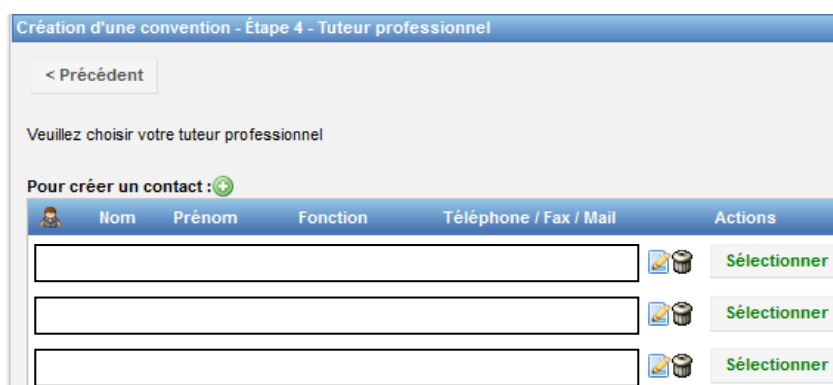 Création d'une convention - Étape 4 - Tuteur professionnel
< Précédent
Veuillez choisir votre tuteur professionnel
Pour créer un contact :
Nom Prénom Fonction Téléphone / Fax / Mail Actions
Sélectionner
Sélectionner
Sélectionner